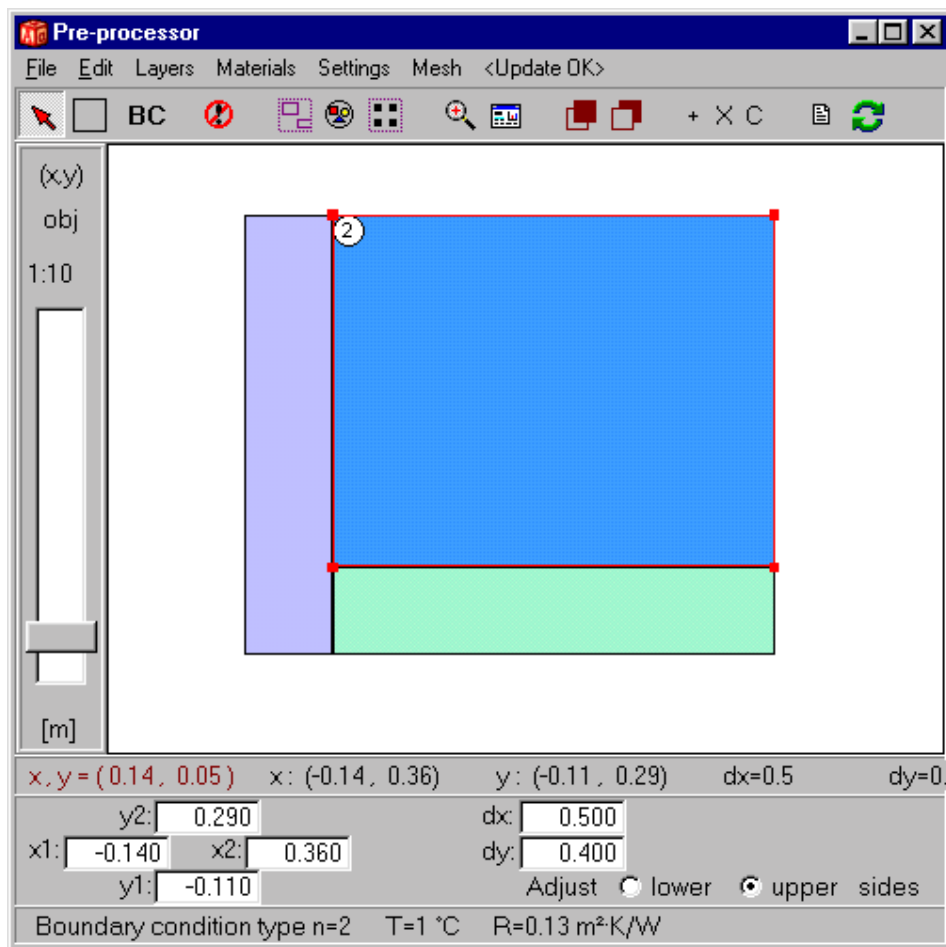 Pre-processor
File Edit Layers Materials Settings Mesh <Update OK>
BC + X C
(x,y)
obj
1:10
2
[m]
x, y = ( 0.14 , 0.05 ) x : (-0.14 , 0.36) y : (-0.11 , 0.29) dx=0.5 dy=0.
y2: 0.290 dx: 0.500
x1: -0.140 x2: 0.360 dy: 0.400
y1: -0.110 Adjust lower upper sides
Boundary condition type n=2 T=1 °C R=0.13 m²·K/W